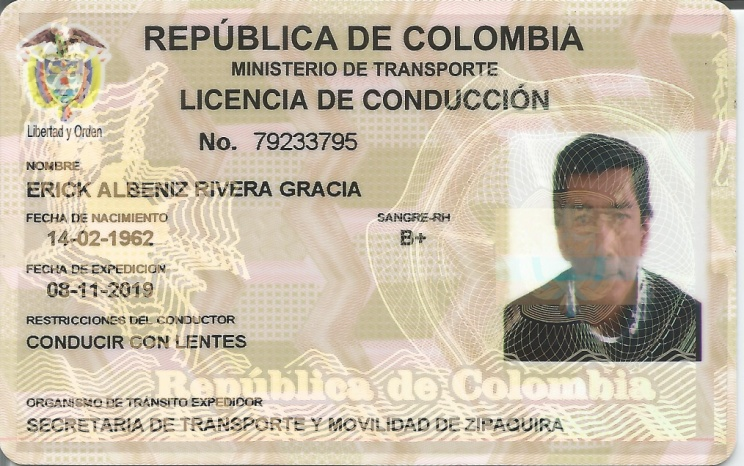 REPÚBLICA DE COLOMBIA
MINISTERIO DE TRANSPORTE
LICENCIA DE CONDUCCIÓN
Libertad y Orden
No. 79233795
NOMBRE
ERICK ALBENIZ RIVERA GRACIA
FECHA DE NACIMIENTO SANGRE-RH
14-02-1962 B+
FECHA DE EXPEDICION
08-11-2019
RESTRICCIONES DEL CONDUCTOR
CONDUCIR CON LENTES
República de Colombia
ORGANISMO DE TRÁNSITO EXPEDIDOR
SECRETARIA DE TRANSPORTE Y MOVILIDAD DE ZIPAQUIRA